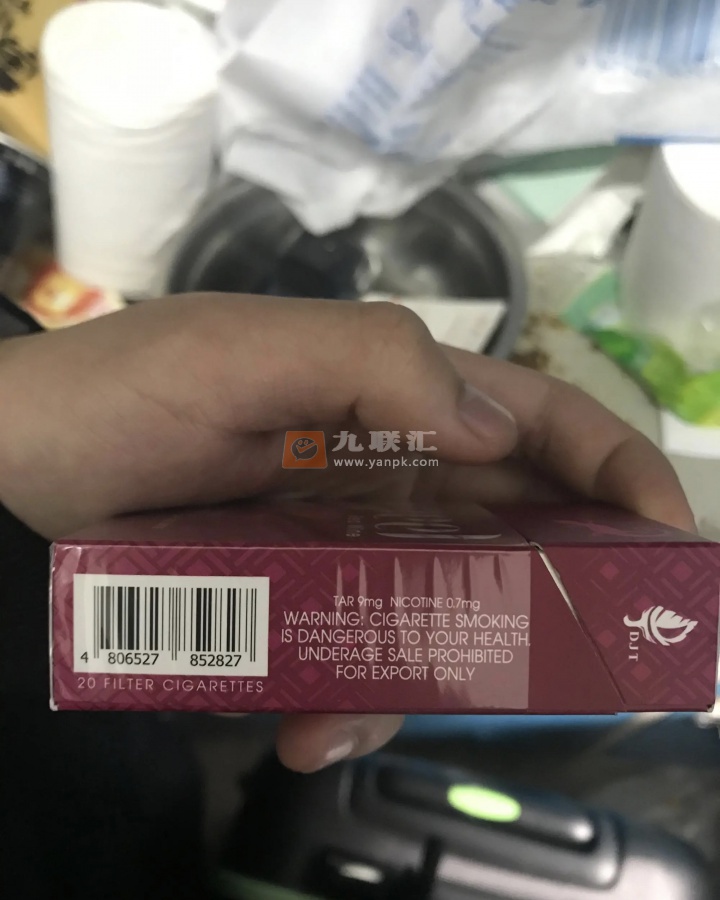 九联汇
www.yanpk.com
TAR 9mg NICOTINE 0.7mg
WARNING: CIGARETTE SMOKING
IS DANGEROUS TO YOUR HEALTH.
UNDERAGE SALE PROHIBITED
FOR EXPORT ONLY
4 806527 852827
20 FILTER CIGARETTES
DJT